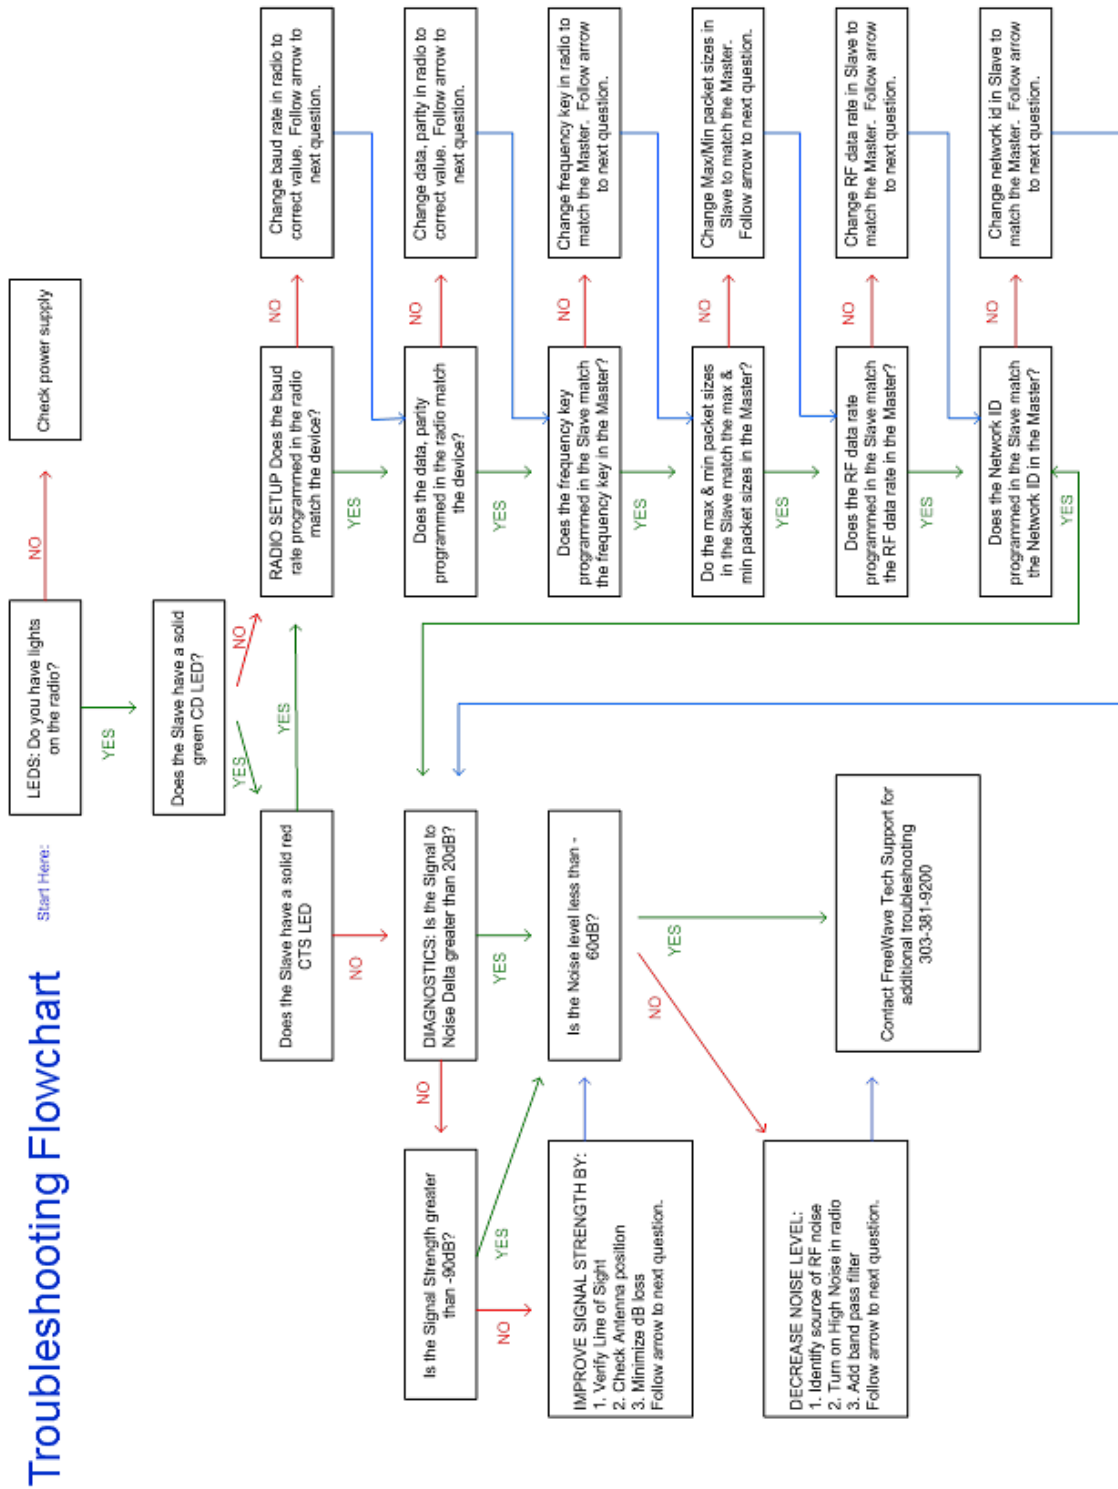 Troubleshooting Flowchart
Start Here:
LEDS: Do you have lights
on the radio?
NO
Check power supply
YES
Does the Slave have a solid
green CD LED?
YES
NO
Does the Slave have a solid red
CTS LED
YES
NO
RADIO SETUP Does the baud
rate programmed in the radio
match the device?
NO
Change baud rate in radio to
correct value. Follow arrow to
next question.
YES
Does the data, parity
programmed in the radio match
the device?
NO
Change data, parity in radio to
correct value. Follow arrow to
next question.
YES
Does the frequency key
programmed in the Slave match
the frequency key in the Master?
NO
Change frequency key in radio to
match the Master. Follow arrow
to next question.
YES
Do the max & min packet sizes
in the Slave match the max &
min packet sizes in the Master?
NO
Change Max/Min packet sizes in
Slave to match the Master.
Follow arrow to next question.
YES
Does the RF data rate
programmed in the Slave match
the RF data rate in the Master?
NO
Change RF data rate in Slave to
match the Master. Follow arrow
to next question.
YES
Does the Network ID
programmed in the Slave match
the Network ID in the Master?
NO
Change network id in Slave to
match the Master. Follow arrow
to next question.
YES
DIAGNOSTICS: Is the Signal to
Noise Delta greater than 20dB?
NO
YES
Is the Signal Strength greater
than -90dB?
YES
NO
IMPROVE SIGNAL STRENGTH BY:
1. Verify Line of Sight
2. Check Antenna position
3. Minimize dB loss
Follow arrow to next question.
Is the Noise level less than -
60dB?
NO
YES
DECREASE NOISE LEVEL:
1. Identify source of RF noise
2. Turn on High Noise in radio
3. Add band pass filter
Follow arrow to next question.
Contact FreeWave Tech Support for
additional troubleshooting
303-381-9200